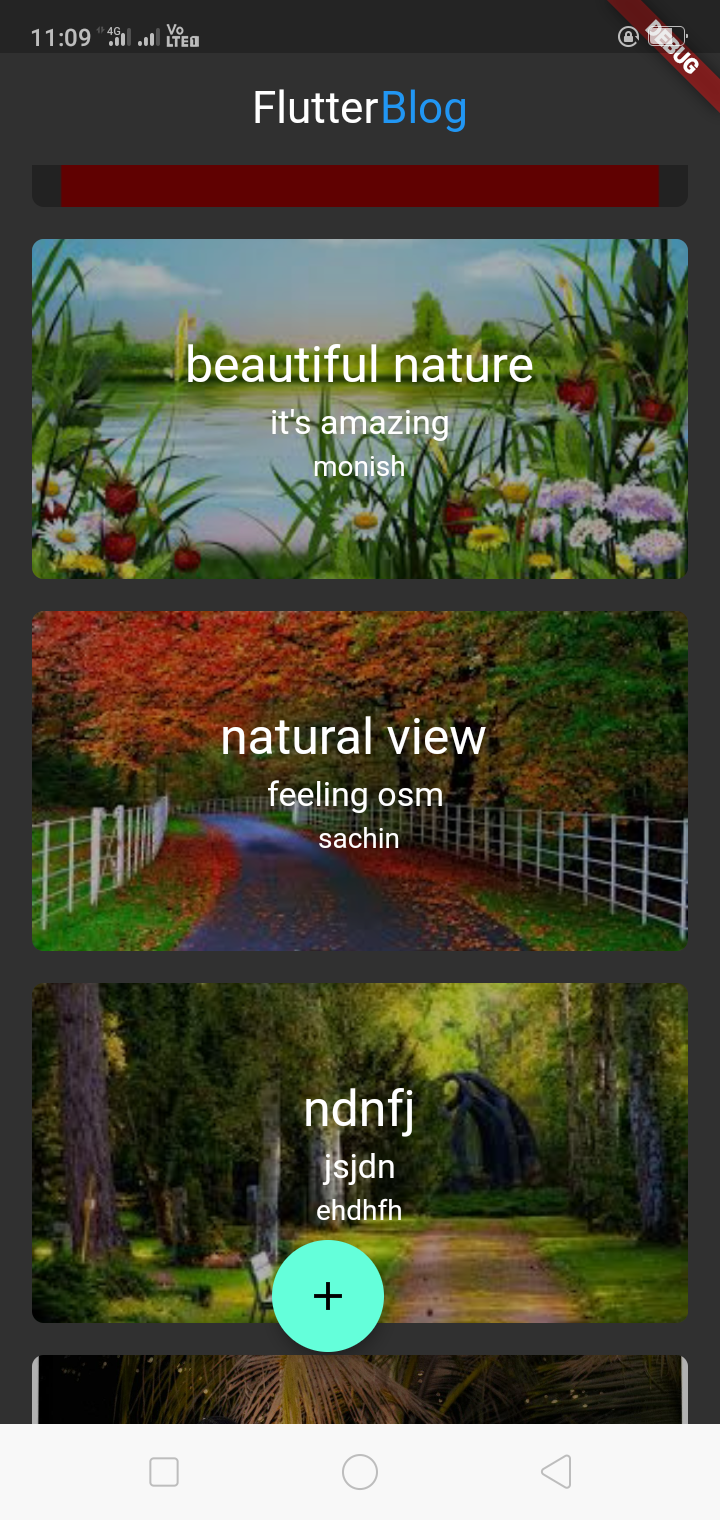 11:09 4G Vo LTE1
DEBUG
FlutterBlog
beautiful nature
it's amazing
monish
natural view
feeling osm
sachin
ndnfj
jsjdn
ehdhfh
+